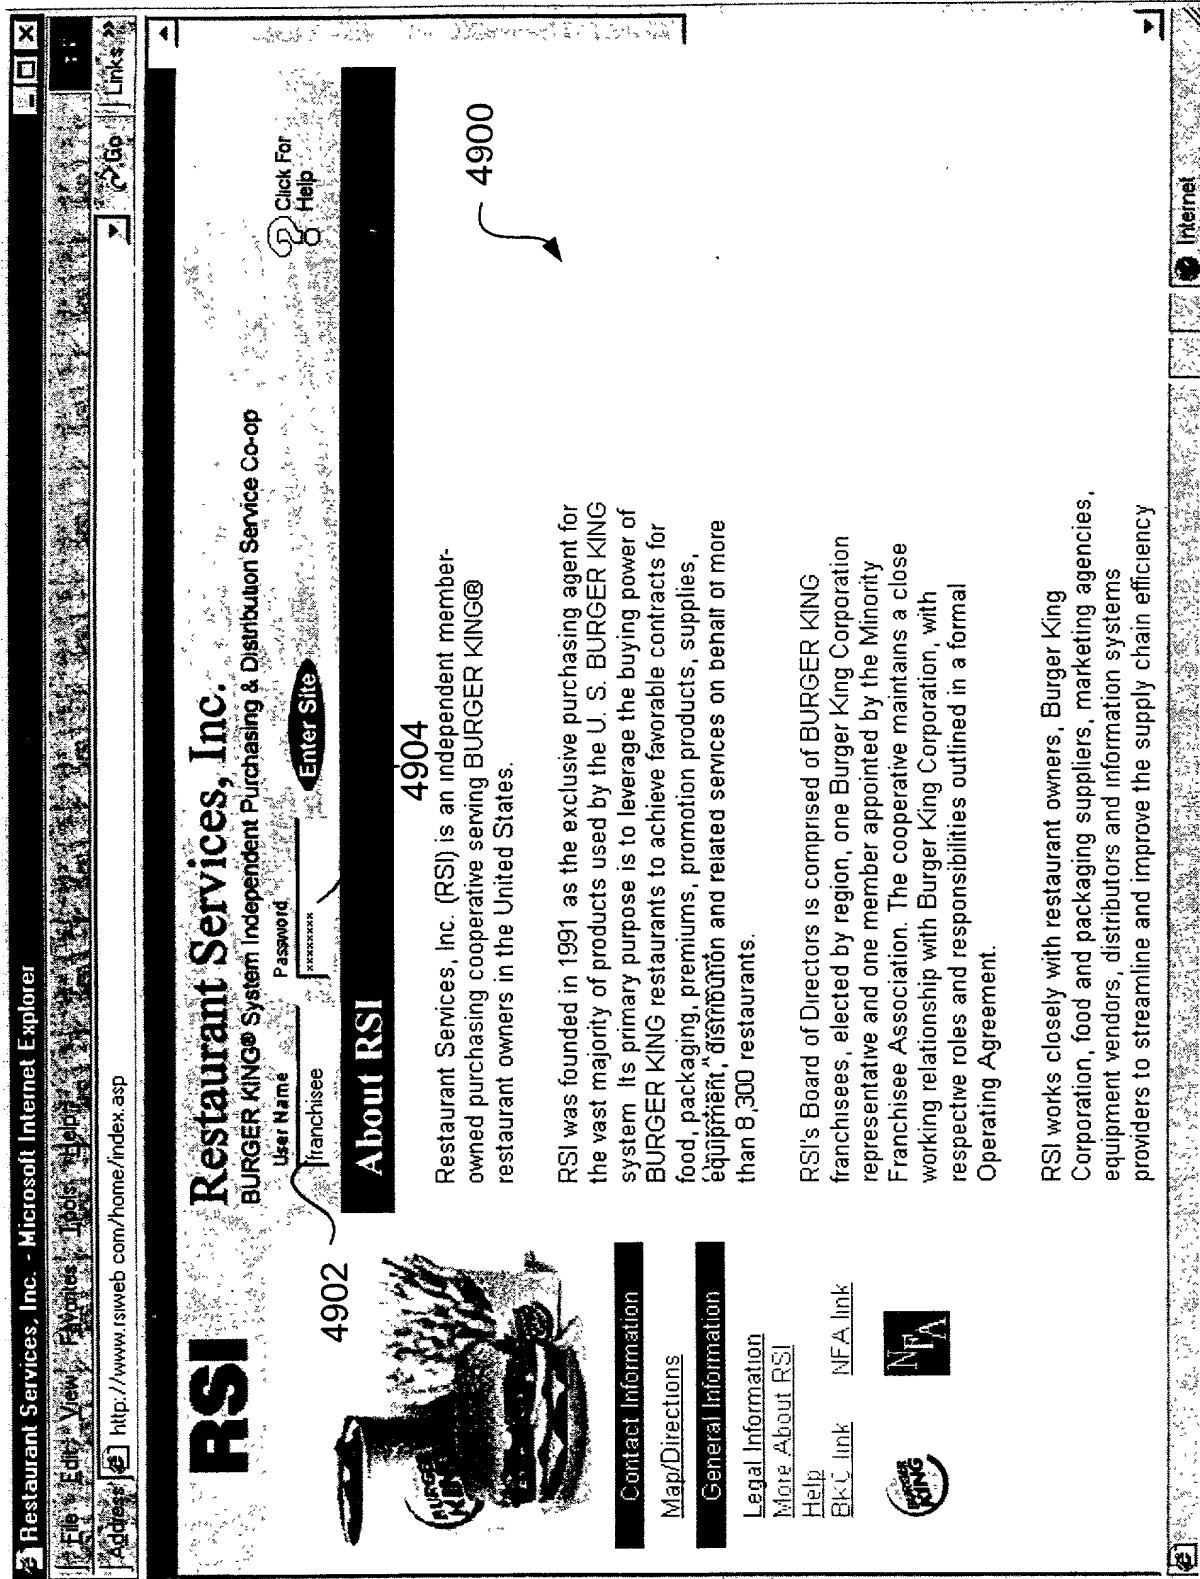 Restaurant Services, Inc. - Microsoft Internet Explorer
File Edit View Favorites Tools Help
Address http://www.rsiweb com/home/index.asp Go Links »
RSI
Restaurant Services, Inc.
BURGER KING® System Independent Purchasing & Distribution Service Co-op
User Name
Password
franchisee
xxxxxxxx
Enter Site
Click For
Help
4902
About RSI
4904
4900
BURGER
KING
Contact Information
Map/Directions
General Information
Legal Information
More About RSI
Help
BKC link NFA link
BURGER
KING
NFA
Restaurant Services, Inc. (RSI) is an independent member-
owned purchasing cooperative serving BURGER KING®
restaurant owners in the United States.
RSI was founded in 1991 as the exclusive purchasing agent for
the vast majority of products used by the U. S. BURGER KING
system Its primary purpose is to leverage the buying power of
BURGER KING restaurants to achieve favorable contracts for
food, packaging, premiums, promotion products, supplies,
equipment, distribution and related services on behalf of more
than 8,300 restaurants.
RSI's Board of Directors is comprised of BURGER KING
franchisees, elected by region, one Burger King Corporation
representative and one member appointed by the Minority
Franchisee Association. The cooperative maintains a close
working relationship with Burger King Corporation, with
respective roles and responsibilities outlined in a formal
Operating Agreement.
RSI works closely with restaurant owners, Burger King
Corporation, food and packaging suppliers, marketing agencies,
equipment vendors, distributors and information systems
providers to streamline and improve the supply chain efficiency
Internet